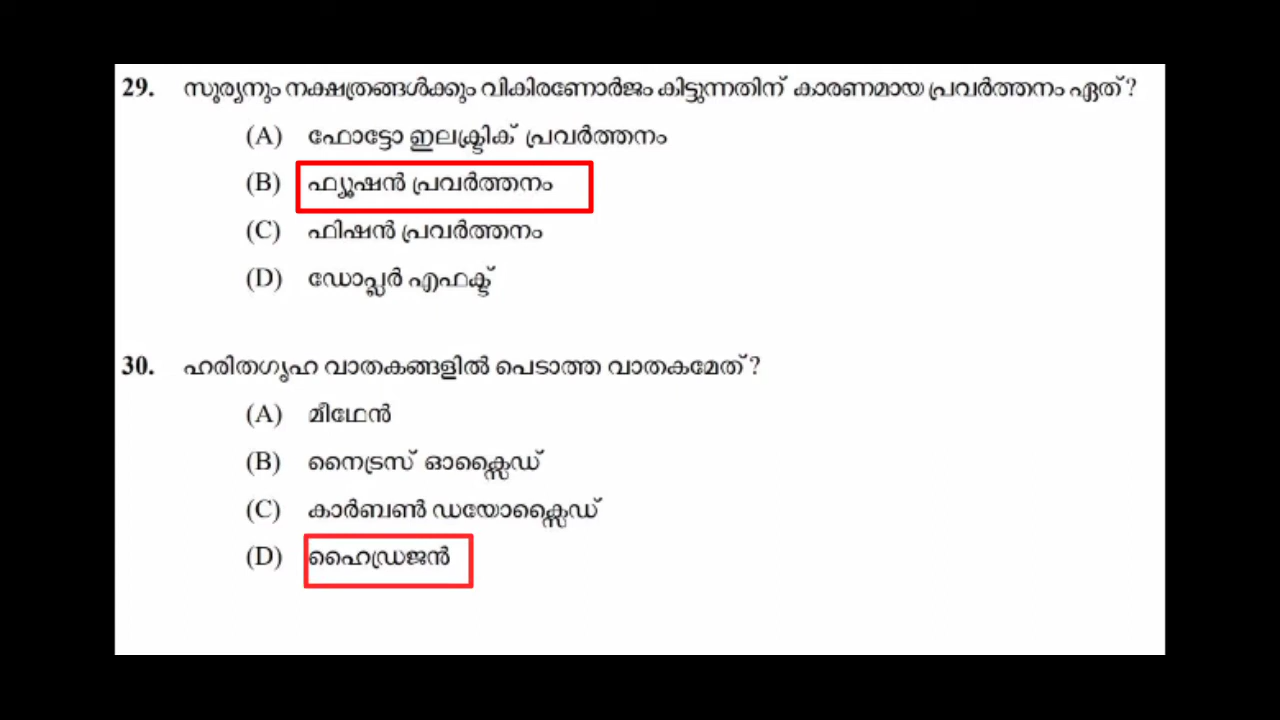 29. സൂര്യനും നക്ഷത്രങ്ങൾക്കും വികിരണോർജം കിട്ടുന്നതിന് കാരണമായ പ്രവർത്തനം ഏത്?
(A) ഫോട്ടോ ഇലക്ട്രിക് പ്രവർത്തനം
(B) ഫ്യൂഷൻ പ്രവർത്തനം
(C) ഫിഷൻ പ്രവർത്തനം
(D) ഡോപ്ലർ എഫക്ട്
30. ഹരിതഗൃഹ വാതകങ്ങളിൽ പെടാത്ത വാതകമേത്?
(A) മീഥേൻ
(B) നൈട്രസ് ഓക്സൈഡ്
(C) കാർബൺ ഡയോക്സൈഡ്
(D) ഹൈഡ്രജൻ